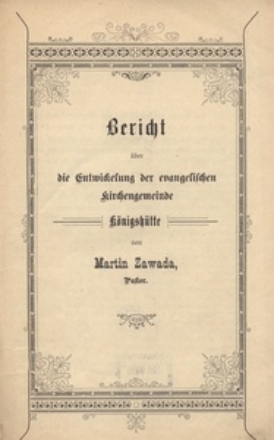 Bericht
über
die Entwickelung der evangelischen
Kirchengemeinde
Königshütte
von
Martin Zawada,
Pastor.